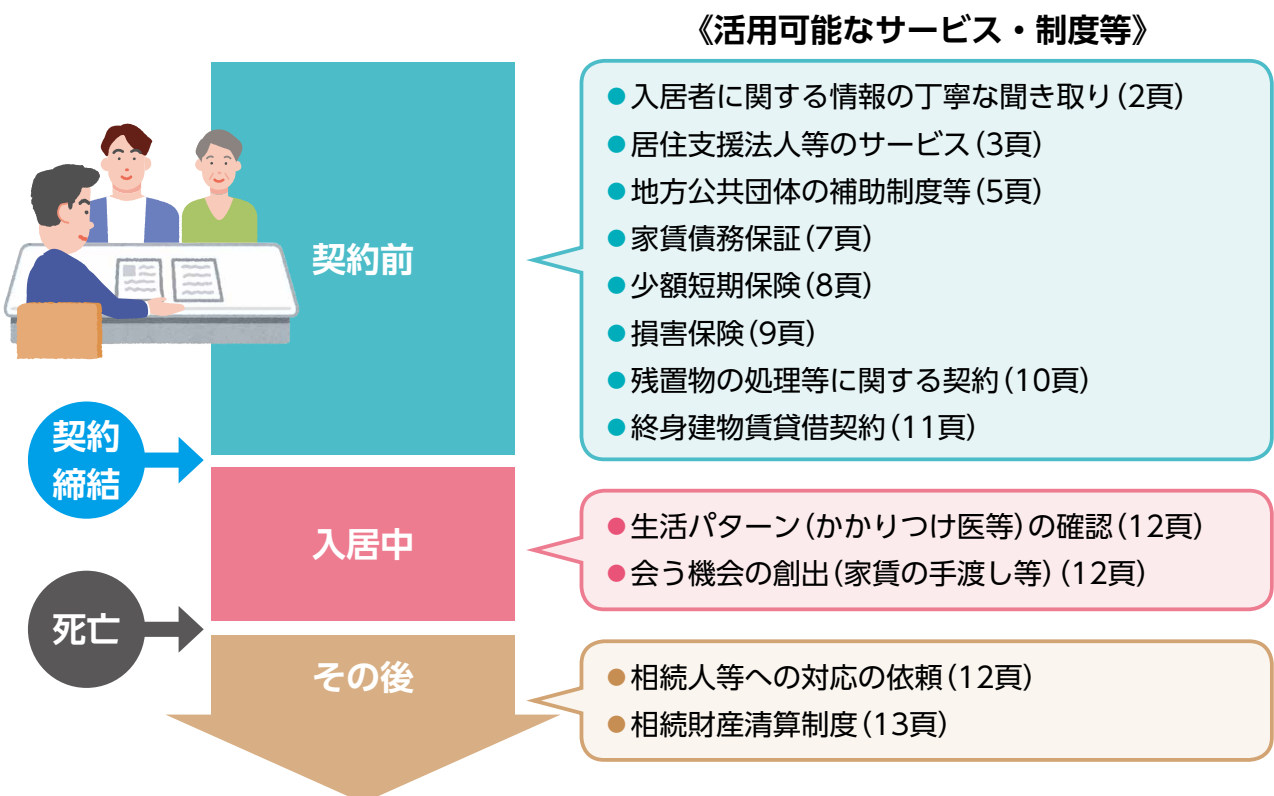 《活用可能なサービス・制度等》
契約前
●入居者に関する情報の丁寧な聞き取り(2頁)
●居住支援法人等のサービス(3頁)
●地方公共団体の補助制度等(5頁)
●家賃債務保証(7頁)
●少額短期保険(8頁)
●損害保険(9頁)
●残置物の処理等に関する契約(10頁)
●終身建物賃貸借契約(11頁)
契約
締結
入居中
●生活パターン(かかりつけ医等)の確認(12頁)
●会う機会の創出(家賃の手渡し等)(12頁)
死亡
その後
●相続人等への対応の依頼(12頁)
●相続財産清算制度(13頁)